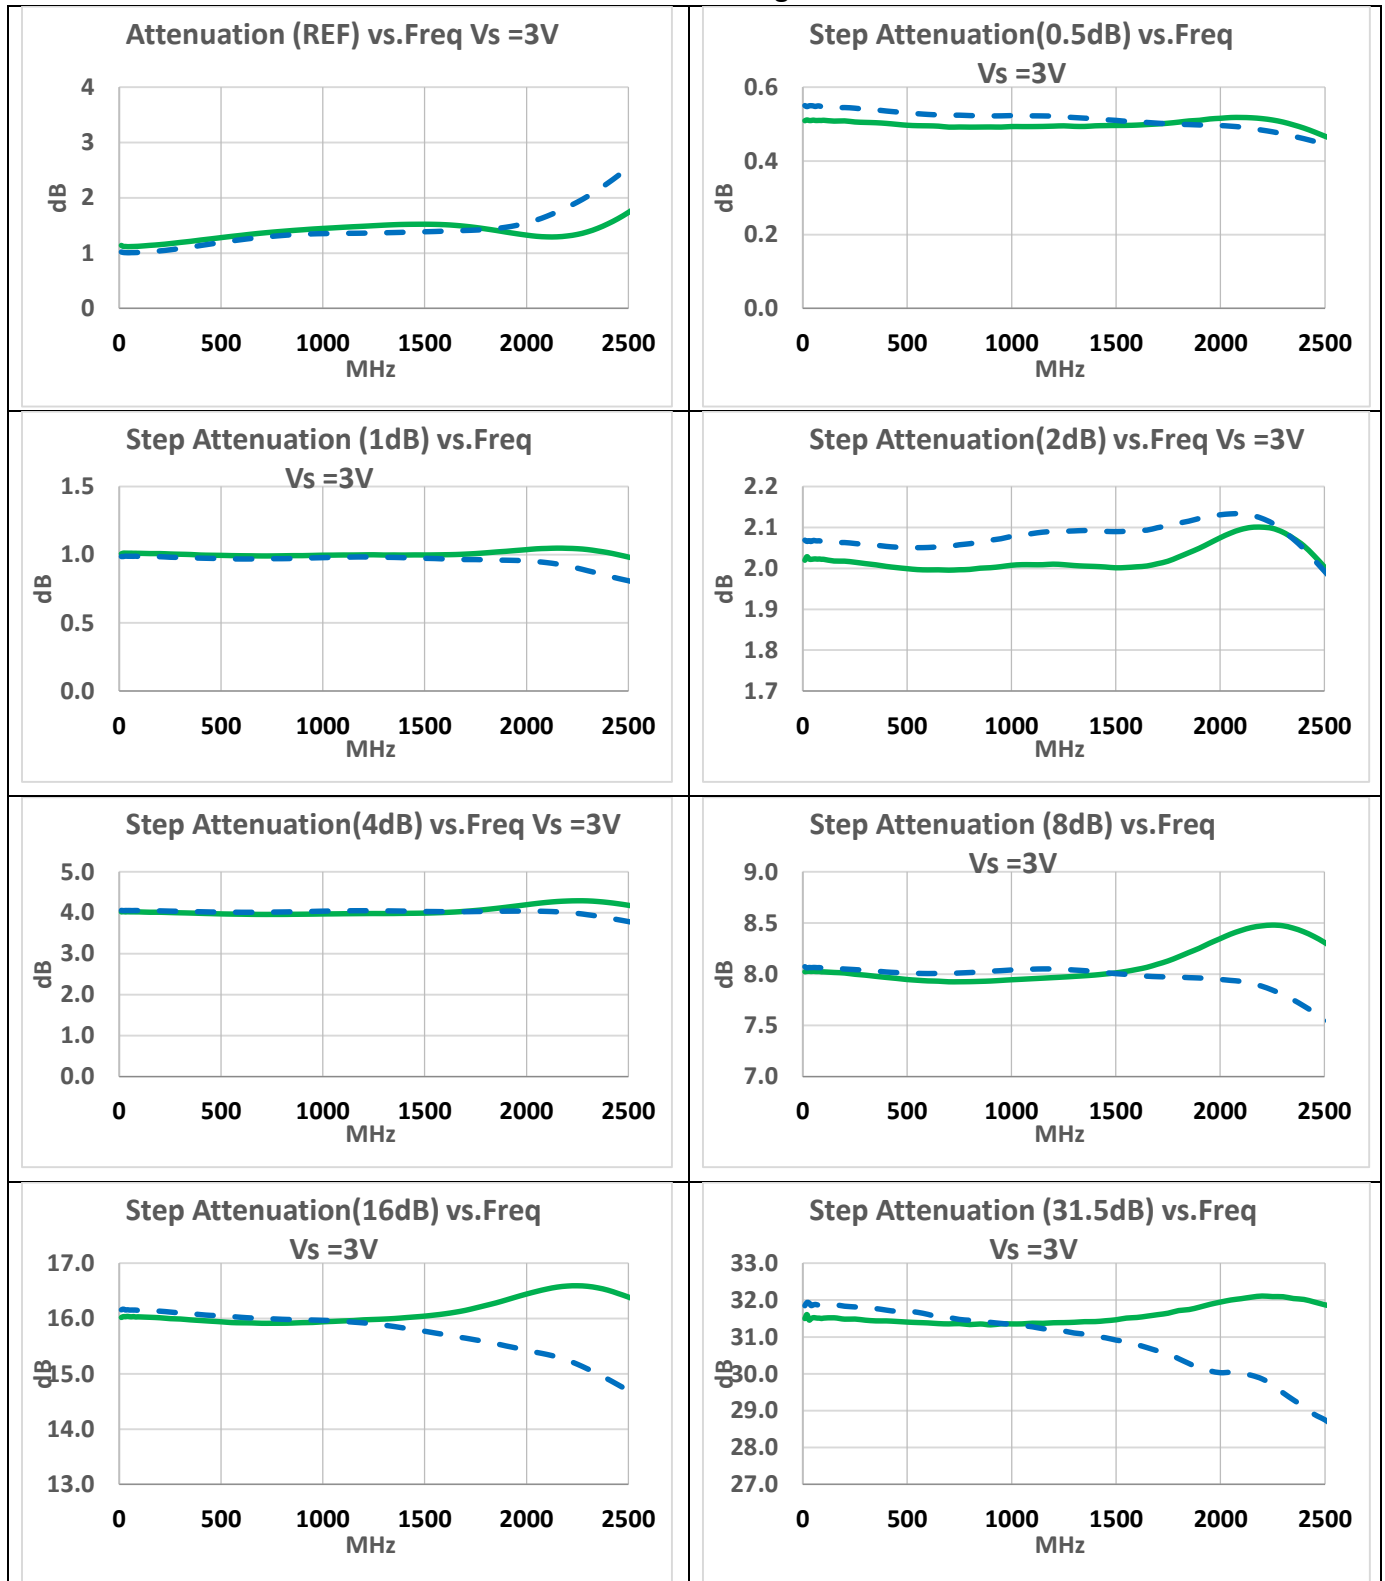 Attenuation (REF) vs.Freq Vs =3V
4
3
2
1
0
dB
0 500 1000 1500 2000 2500
MHz
Step Attenuation(0.5dB) vs.Freq
Vs =3V
0.6
0.4
0.2
0.0
dB
0 500 1000 1500 2000 2500
MHz
Step Attenuation (1dB) vs.Freq
Vs =3V
1.5
1.0
0.5
0.0
dB
0 500 1000 1500 2000 2500
MHz
Step Attenuation(2dB) vs.Freq Vs =3V
2.2
2.1
2.0
1.9
1.8
1.7
dB
0 500 1000 1500 2000 2500
MHz
Step Attenuation(4dB) vs.Freq Vs =3V
5.0
4.0
3.0
2.0
1.0
0.0
dB
0 500 1000 1500 2000 2500
MHz
Step Attenuation (8dB) vs.Freq
Vs =3V
9.0
8.5
8.0
7.5
7.0
dB
0 500 1000 1500 2000 2500
MHz
Step Attenuation(16dB) vs.Freq
Vs =3V
17.0
16.0
15.0
14.0
13.0
dB
0 500 1000 1500 2000 2500
MHz
Step Attenuation (31.5dB) vs.Freq
Vs =3V
33.0
32.0
31.0
30.0
29.0
28.0
27.0
dB
0 500 1000 1500 2000 2500
MHz